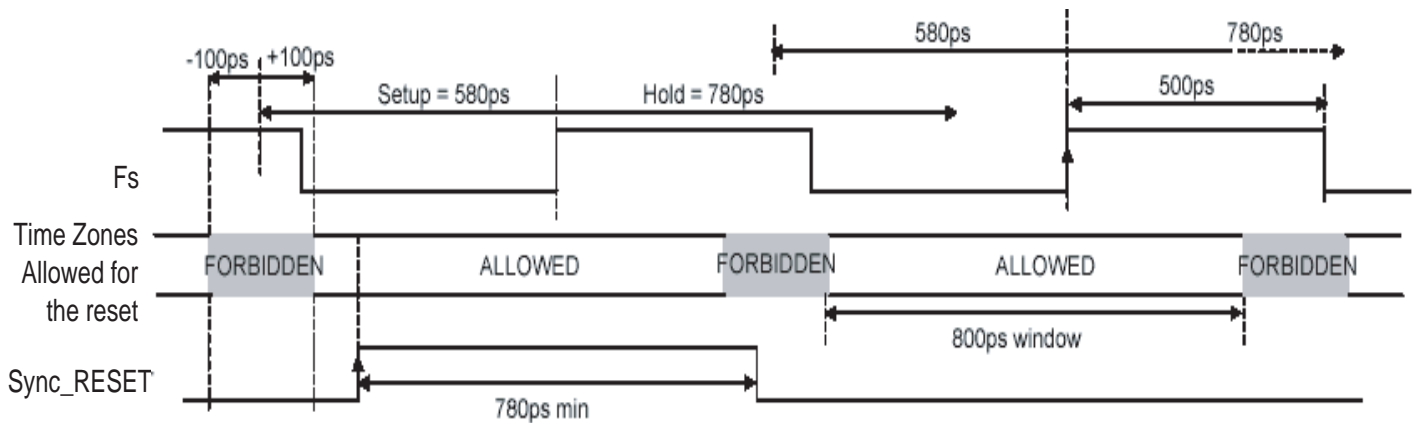 580ps
780ps
-100ps
+100ps
Setup = 580ps
Hold = 780ps
500ps
Fs
Time Zones
Allowed for
the reset
FORBIDDEN
ALLOWED
FORBIDDEN
ALLOWED
FORBIDDEN
800ps window
Sync_RESET
780ps min